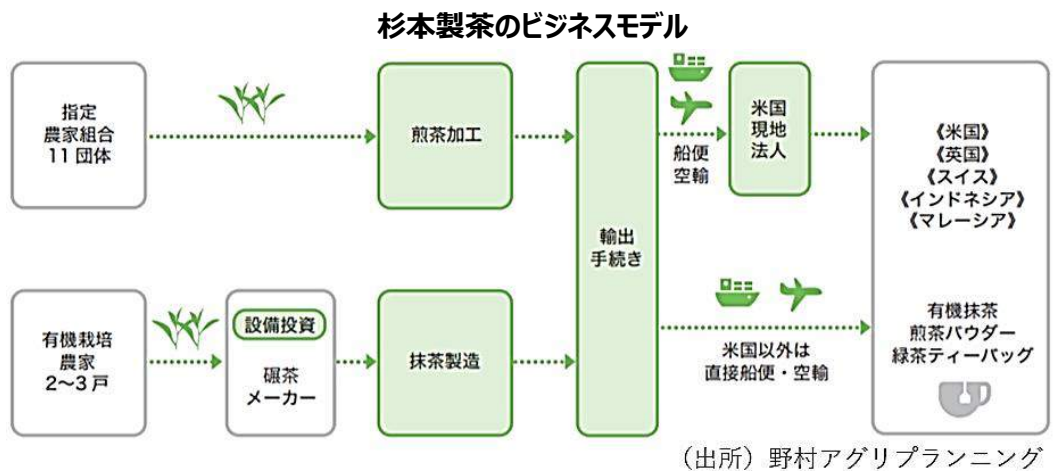 杉本製茶のビジネスモデル
指定
農家組合
11団体
煎茶加工
輸出
手続き
船便
空輸
米国
現地
法人
《米国》
《英国》
《スイス》
《インドネシア》
《マレーシア》
有機栽培
農家
2〜3戸
設備投資
碾茶
メーカー
抹茶製造
米国以外は
直接船便・空輸
有機抹茶
煎茶パウダー
緑茶ティーバッグ
(出所)野村アグリプランニング